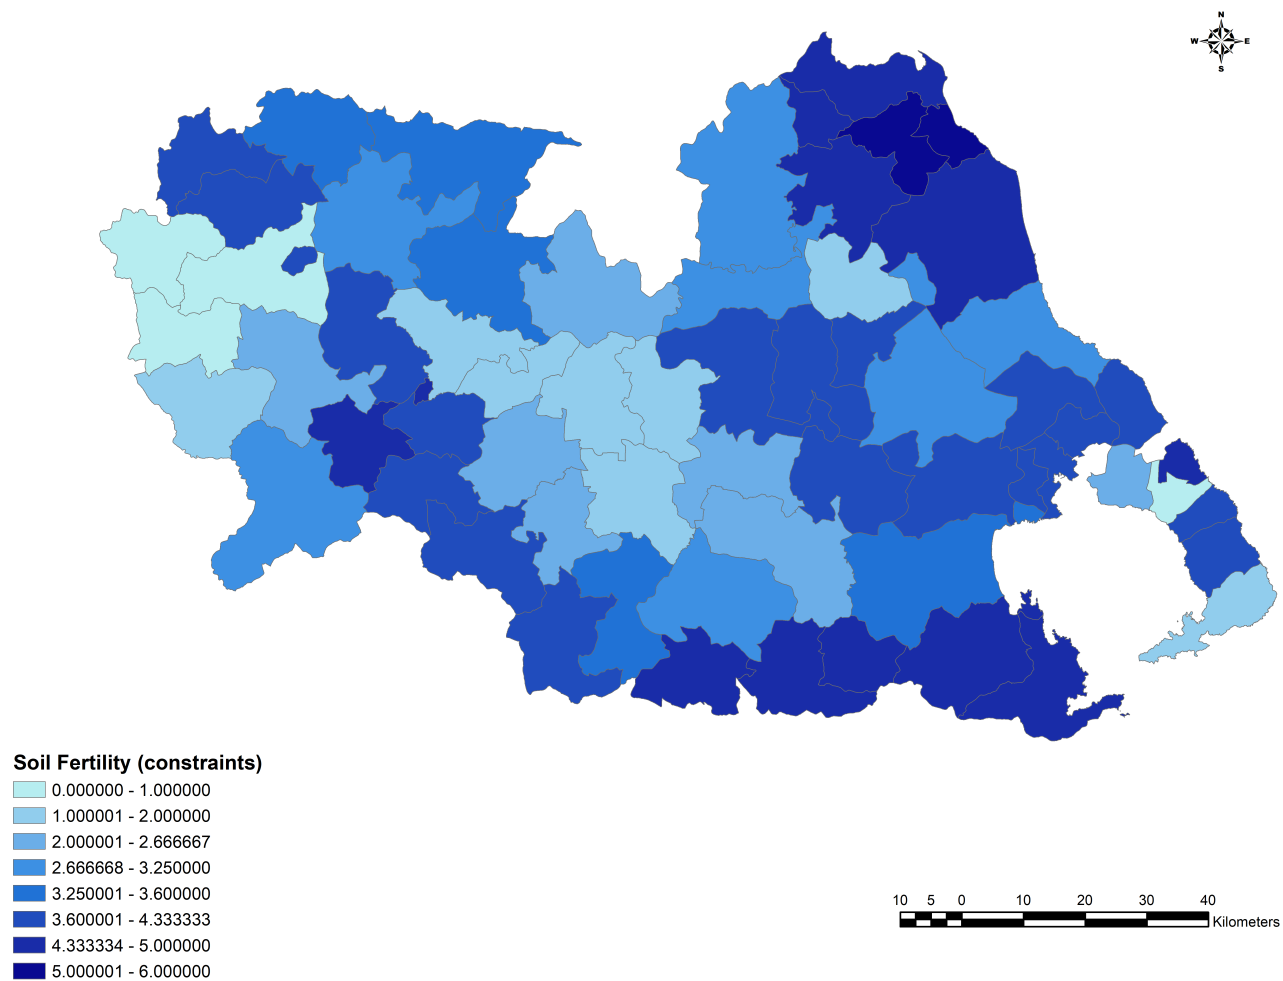 N
W E
S
Soil Fertility (constraints)
0.000000 - 1.000000
1.000001 - 2.000000
2.000001 - 2.666667
2.666668 - 3.250000
3.250001 - 3.600000
3.600001 - 4.333333
4.333334 - 5.000000
5.000001 - 6.000000
10 5 0 10 20 30 40
Kilometers